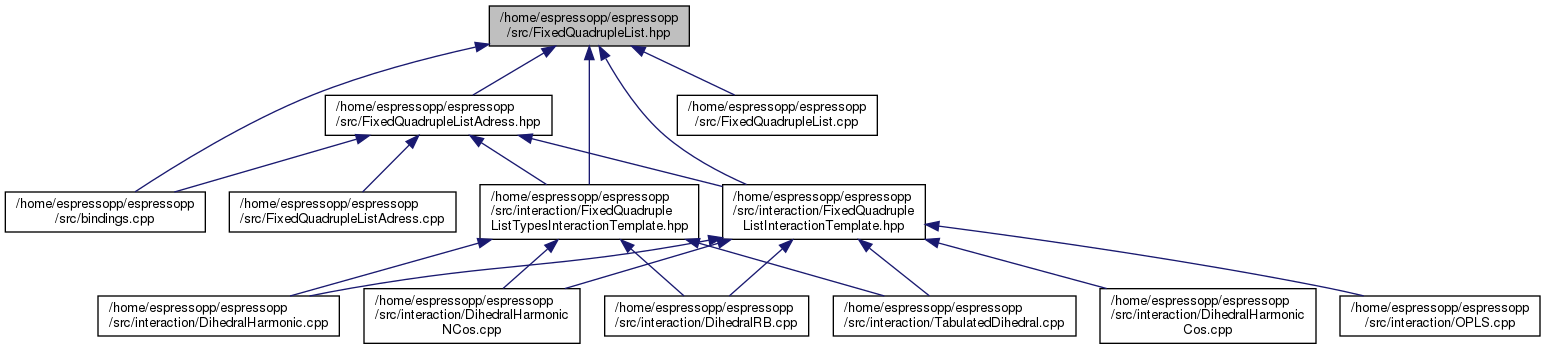 /home/espressopp/espressopp
/src/FixedQuadrupleList.hpp
/home/espressopp/espressopp
/src/FixedQuadrupleListAdress.hpp
/home/espressopp/espressopp
/src/FixedQuadrupleList.cpp
/home/espressopp/espressopp
/src/bindings.cpp
/home/espressopp/espressopp
/src/FixedQuadrupleListAdress.cpp
/home/espressopp/espressopp
/src/interaction/FixedQuadruple
ListTypesInteractionTemplate.hpp
/home/espressopp/espressopp
/src/interaction/FixedQuadruple
ListInteractionTemplate.hpp
/home/espressopp/espressopp
/src/interaction/DihedralHarmonic.cpp
/home/espressopp/espressopp
/src/interaction/DihedralHarmonic
NCos.cpp
/home/espressopp/espressopp
/src/interaction/DihedralRB.cpp
/home/espressopp/espressopp
/src/interaction/TabulatedDihedral.cpp
/home/espressopp/espressopp
/src/interaction/DihedralHarmonic
Cos.cpp
/home/espressopp/espressopp
/src/interaction/OPLS.cpp